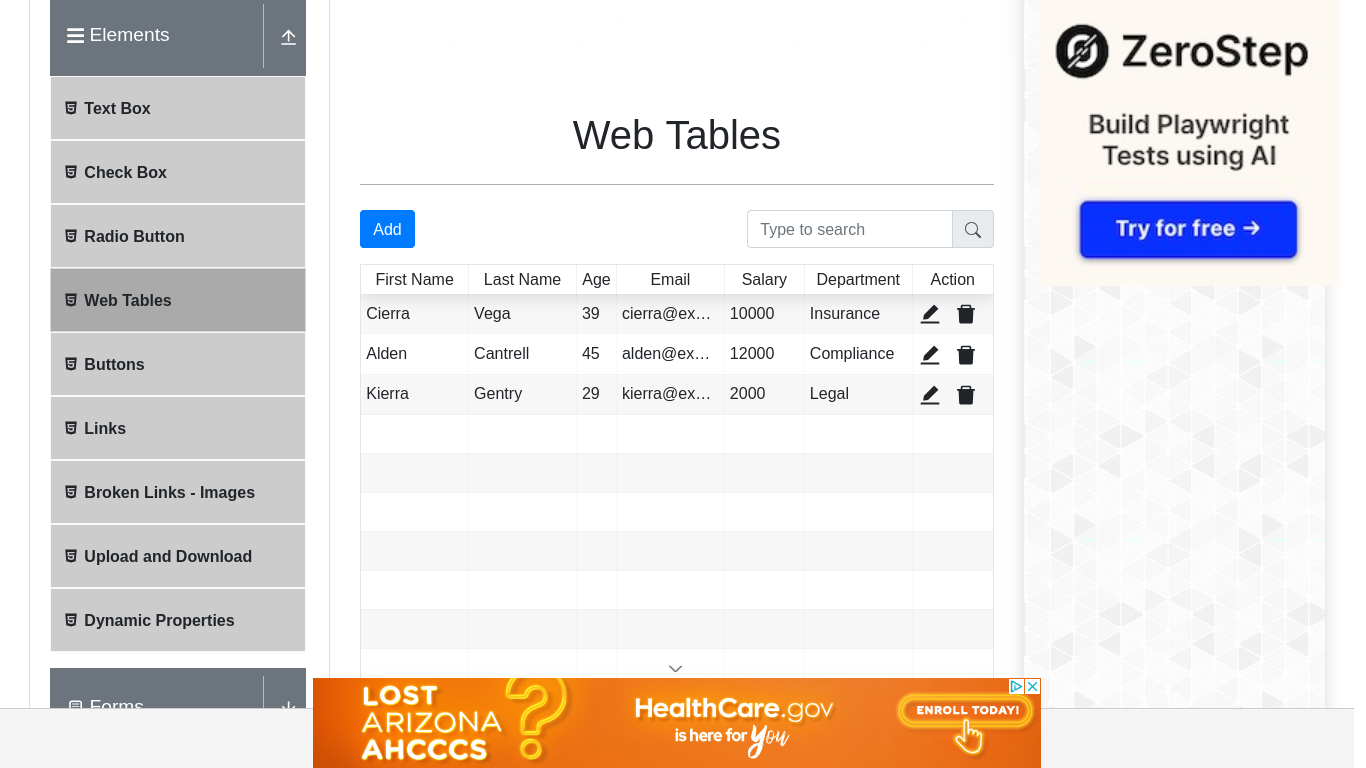 Elements
Text Box
Check Box
Radio Button
Web Tables
Buttons
Links
Broken Links - Images
Upload and Download
Dynamic Properties
Forms
Web Tables
Add
Type to search
First Name Last Name Age Email Salary Department Action
Cierra Vega 39 cierra@ex… 10000 Insurance
Alden Cantrell 45 alden@ex… 12000 Compliance
Kierra Gentry 29 kierra@ex… 2000 Legal
ZeroStep
Build Playwright
Tests using AI
Try for free →
LOST
ARIZONA
AHCCCS
?
HealthCare.gov
is here for you
ENROLL TODAY!